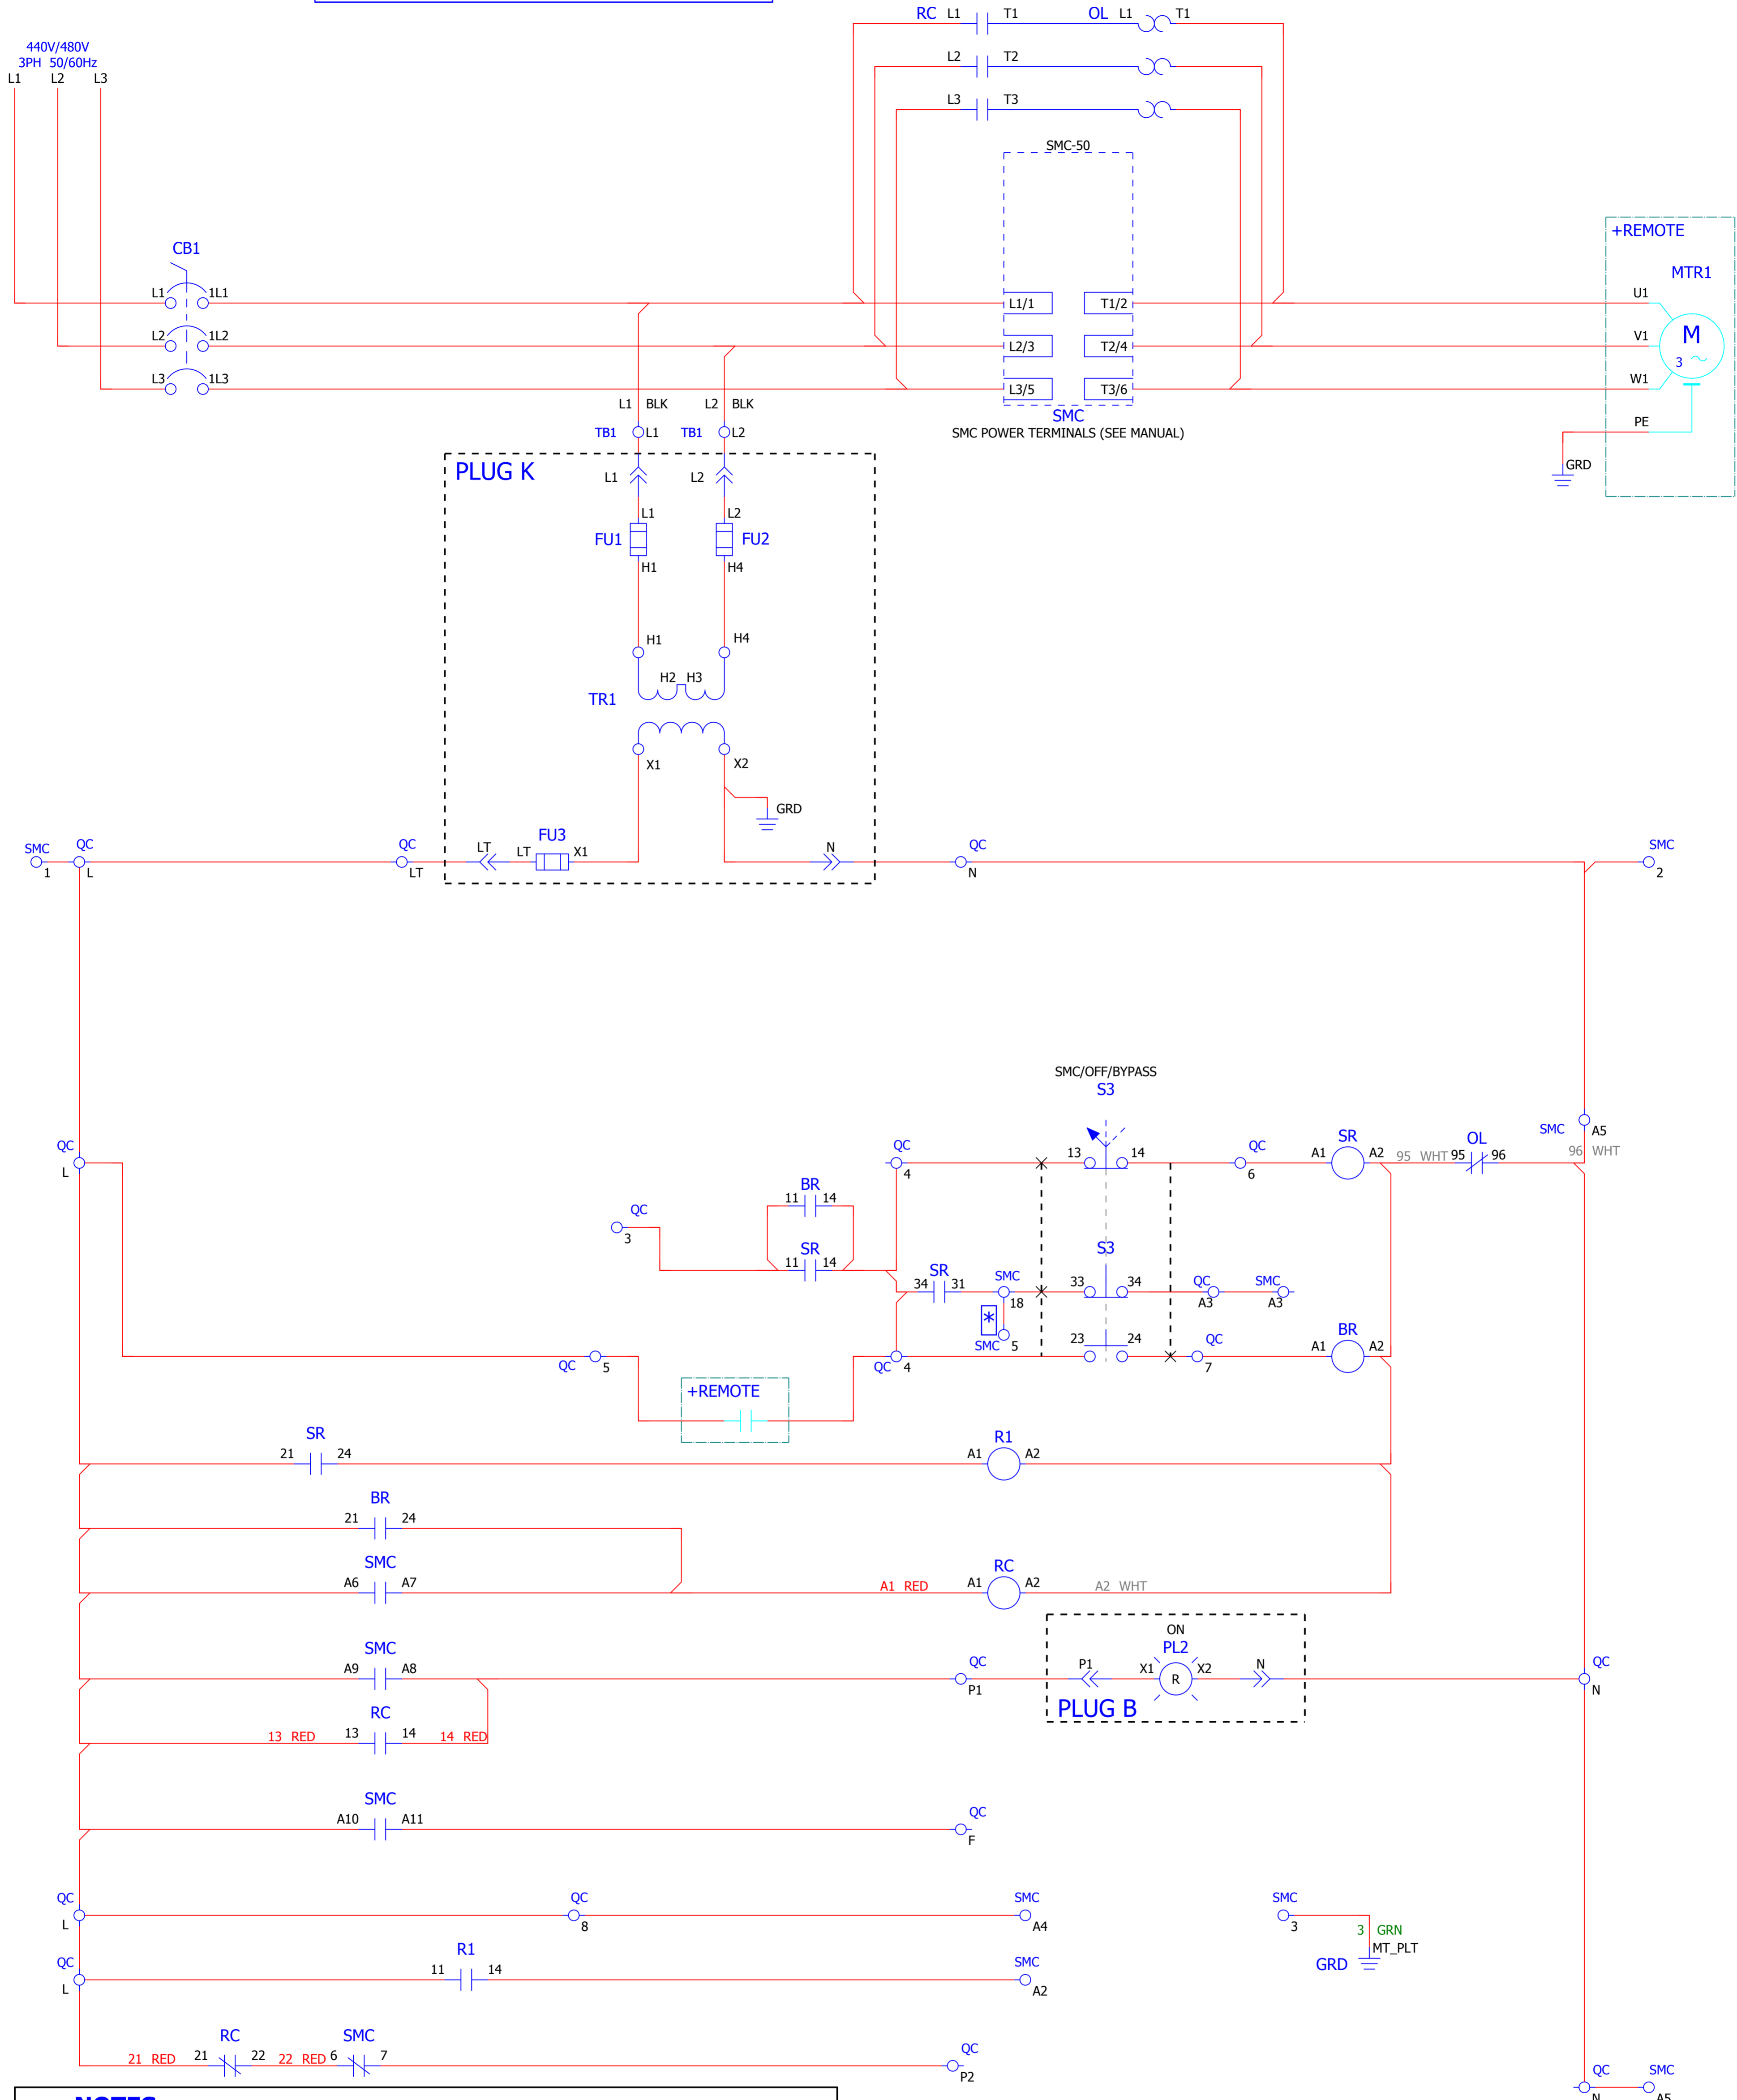 RC L1 T1 OL L1 T1
440V/480V
3PH 50/60Hz
L1 L2 L3
L2 T2
L3 T3
SMC-50
+REMOTE
CB1
MTR1
L1 1L1 L1/1 T1/2 U1
L2 1L2 L2/3 T2/4 V1 M
3
L3 1L3 L3/5 T3/6 W1
L1 BLK L2 BLK
SMC
PE
TB1 L1 TB1 L2
SMC POWER TERMINALS (SEE MANUAL)
PLUG K
GRD
L1 L2
L1 L2
FU1 FU2
H1 H4
H1 H4
H2 H3
TR1
X1 X2
GRD
FU3
SMC QC QC LT LT X1 N QC SMC
1 L LT N 2
SMC/OFF/BYPASS
S3
SMC A5
QC QC 13 14 QC SR OL
A1 A2 95 WHT 95 96 96 WHT
L 4 6
BR
11 14
QC
3
SR
11 14
S3
SR
34 31 SMC 33 34 QC SMC
18 A3 A3
*
SMC 5 23 24 QC BR
A1 A2
QC 5 QC 4 7
+REMOTE
SR
21 24
R1
A1 A2
BR
21 24
SMC
A6 A7
RC
A1 RED A1 A2 A2 WHT
ON
PL2
SMC
A9 A8
QC P1 X1 R X2 N QC
P1 N
PLUG B
RC
13 RED 13 14 14 RED
SMC
A10 A11
QC
F
QC QC SMC SMC
L 8 A4 3
3 GRN
MT_PLT
GRD
R1
QC 11 14 SMC
L A2
RC SMC
21 RED 21 22 22 RED 6 7
QC
P2
QC SMC
N A5
NOTES